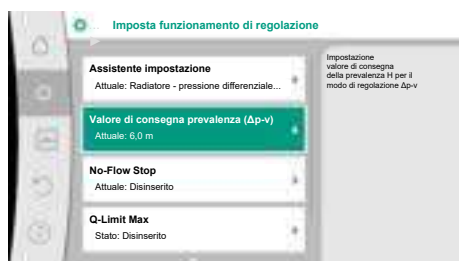 Imposta funzionamento di regolazione
Assistente impostazione
Attuale: Radiatore - pressione differenziale...
Valore di consegna prevalenza (Δp-v)
Attuale: 6,0 m
No-Flow Stop
Attuale: Disinserito
Q-Limit Max
Stato: Disinserito
Impostazione
valore di consegna
della prevalenza H per il
modo di regolazione Δp-v